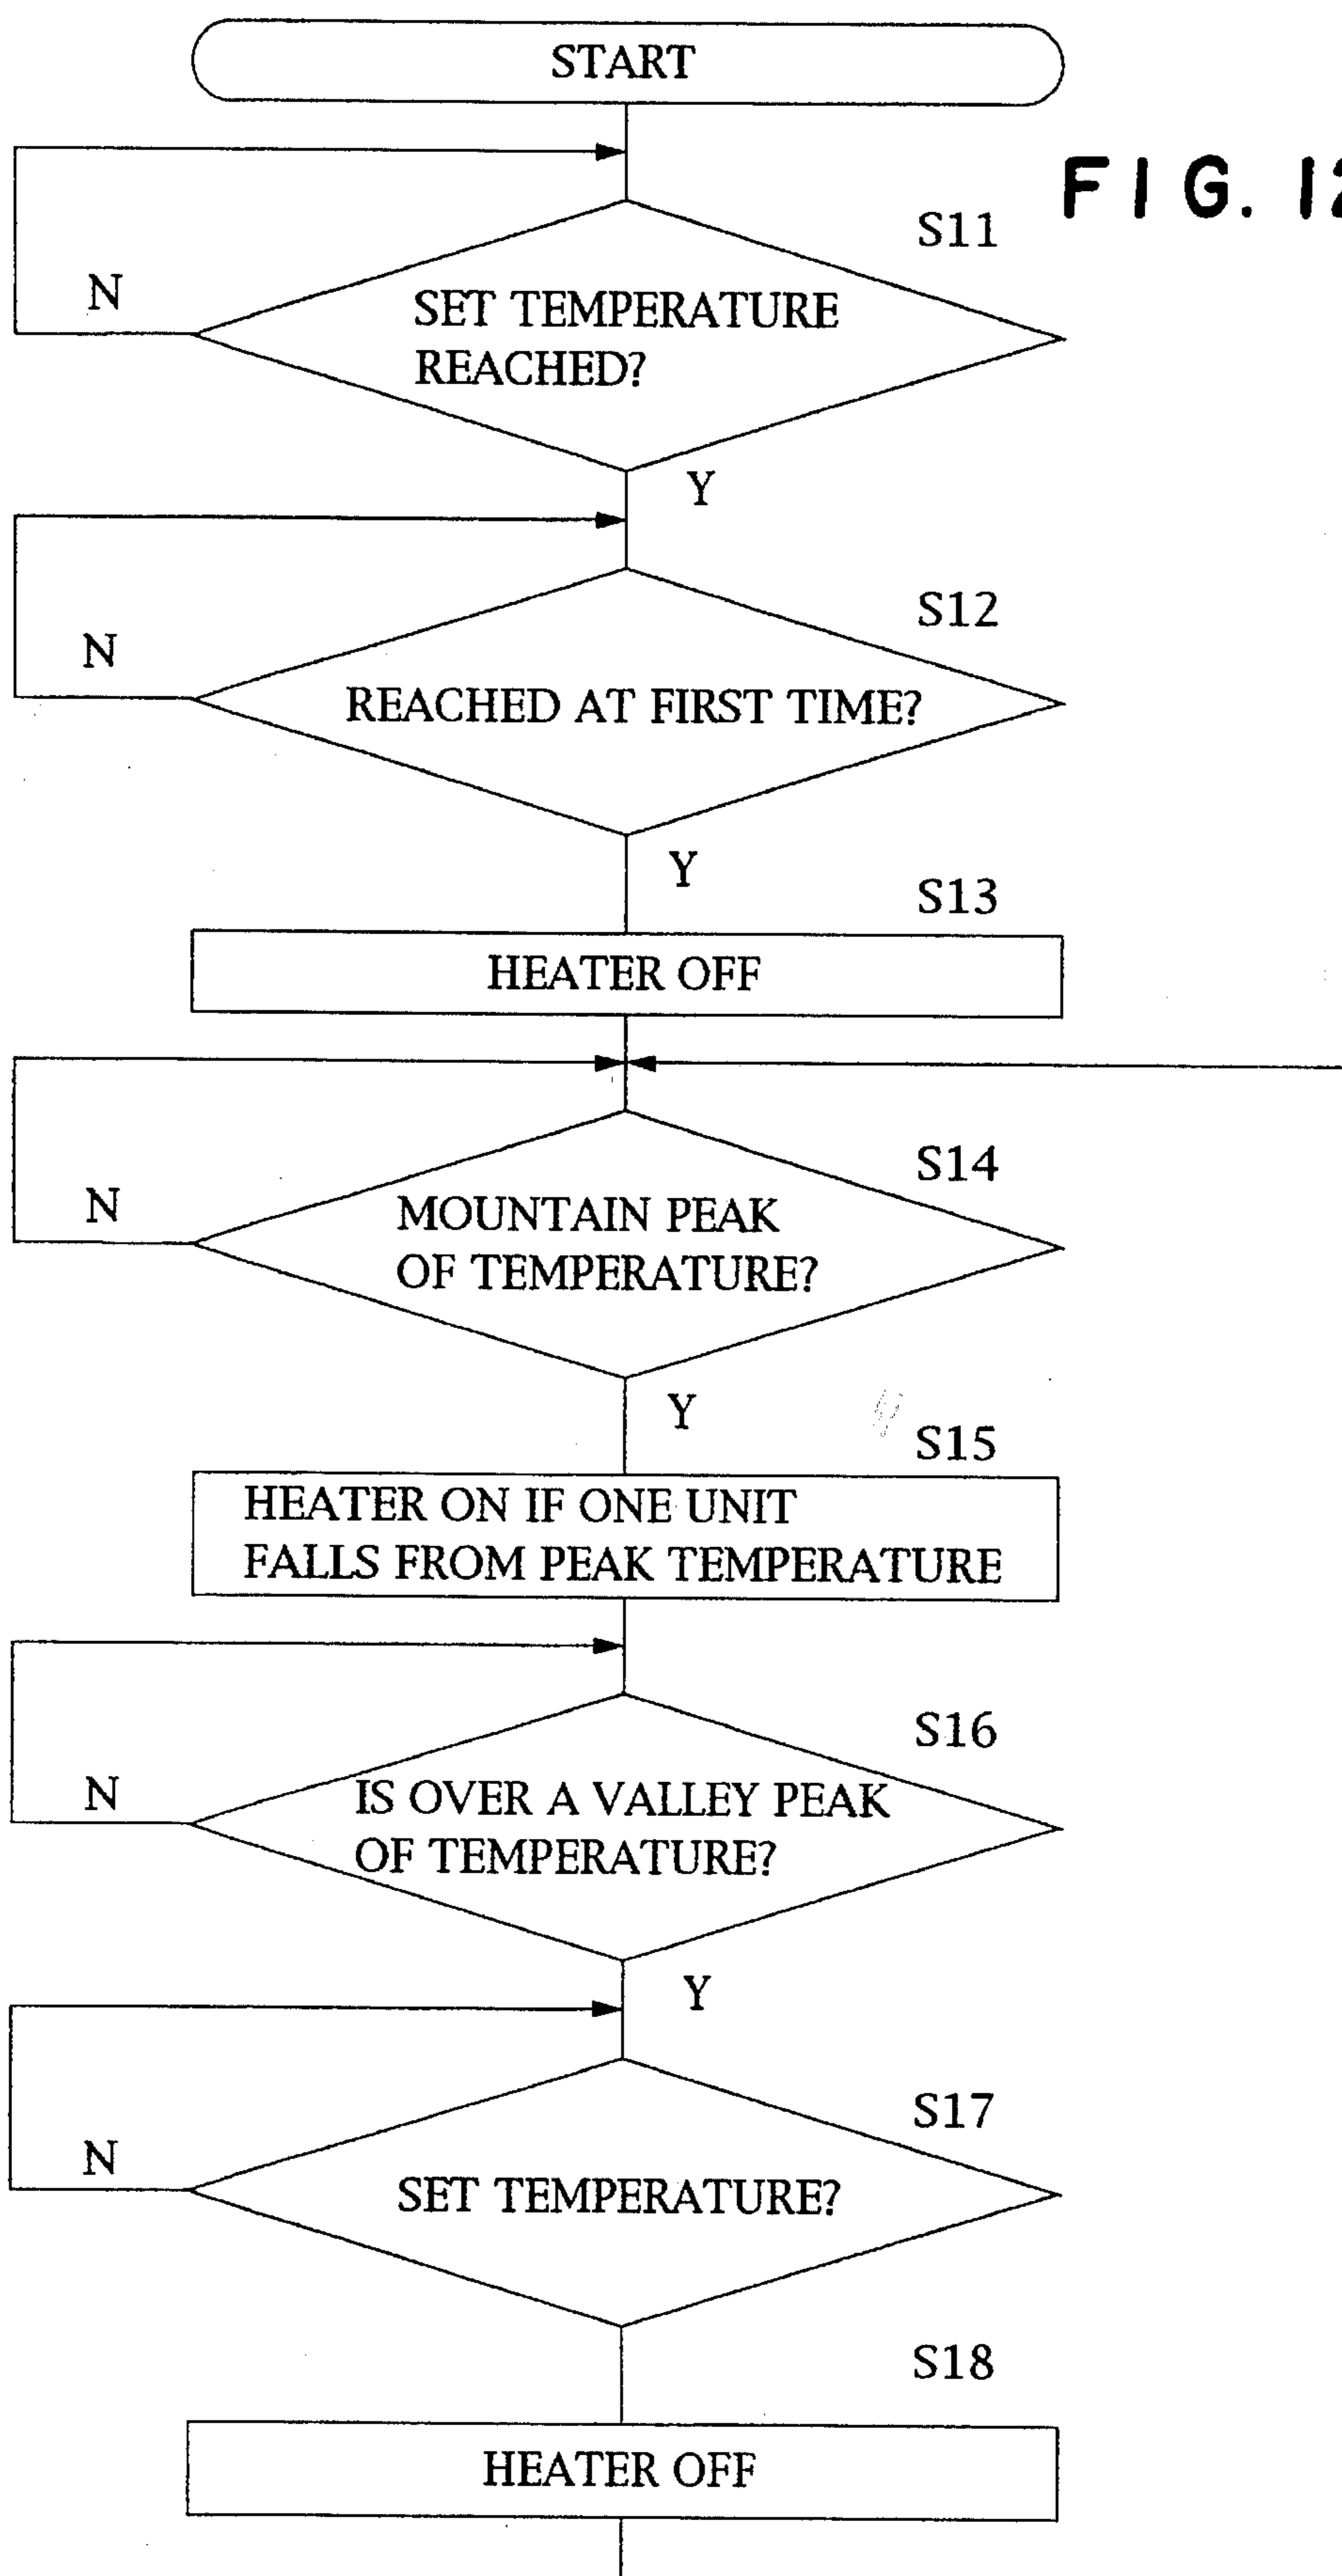 START
FIG. 12
S11
N
SET TEMPERATURE
REACHED?
Y
S12
N
REACHED AT FIRST TIME?
Y
S13
HEATER OFF
S14
N
MOUNTAIN PEAK
OF TEMPERATURE?
Y
S15
HEATER ON IF ONE UNIT
FALLS FROM PEAK TEMPERATURE
S16
N
IS OVER A VALLEY PEAK
OF TEMPERATURE?
Y
S17
N
SET TEMPERATURE?
S18
HEATER OFF